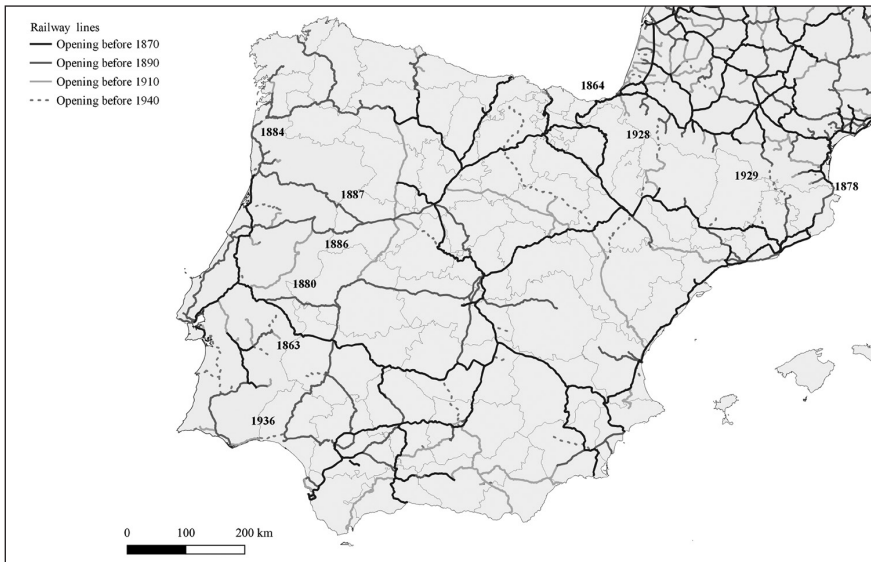 Railway lines
Opening before 1870
Opening before 1890
Opening before 1910
Opening before 1940
1864
1884
1928
1929
1878
1887
1886
1880
1863
1936
0 100 200 km